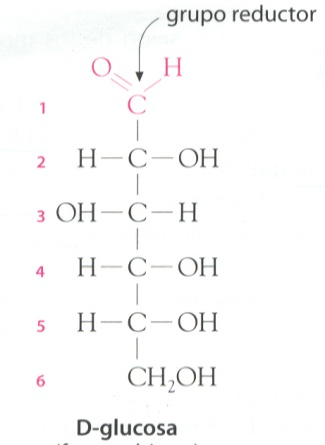 grupo reductor
O H
1 C
2 H—C—OH
3 OH—C—H
4 H—C—OH
5 H—C—OH
6 CH₂OH
D-glucosa